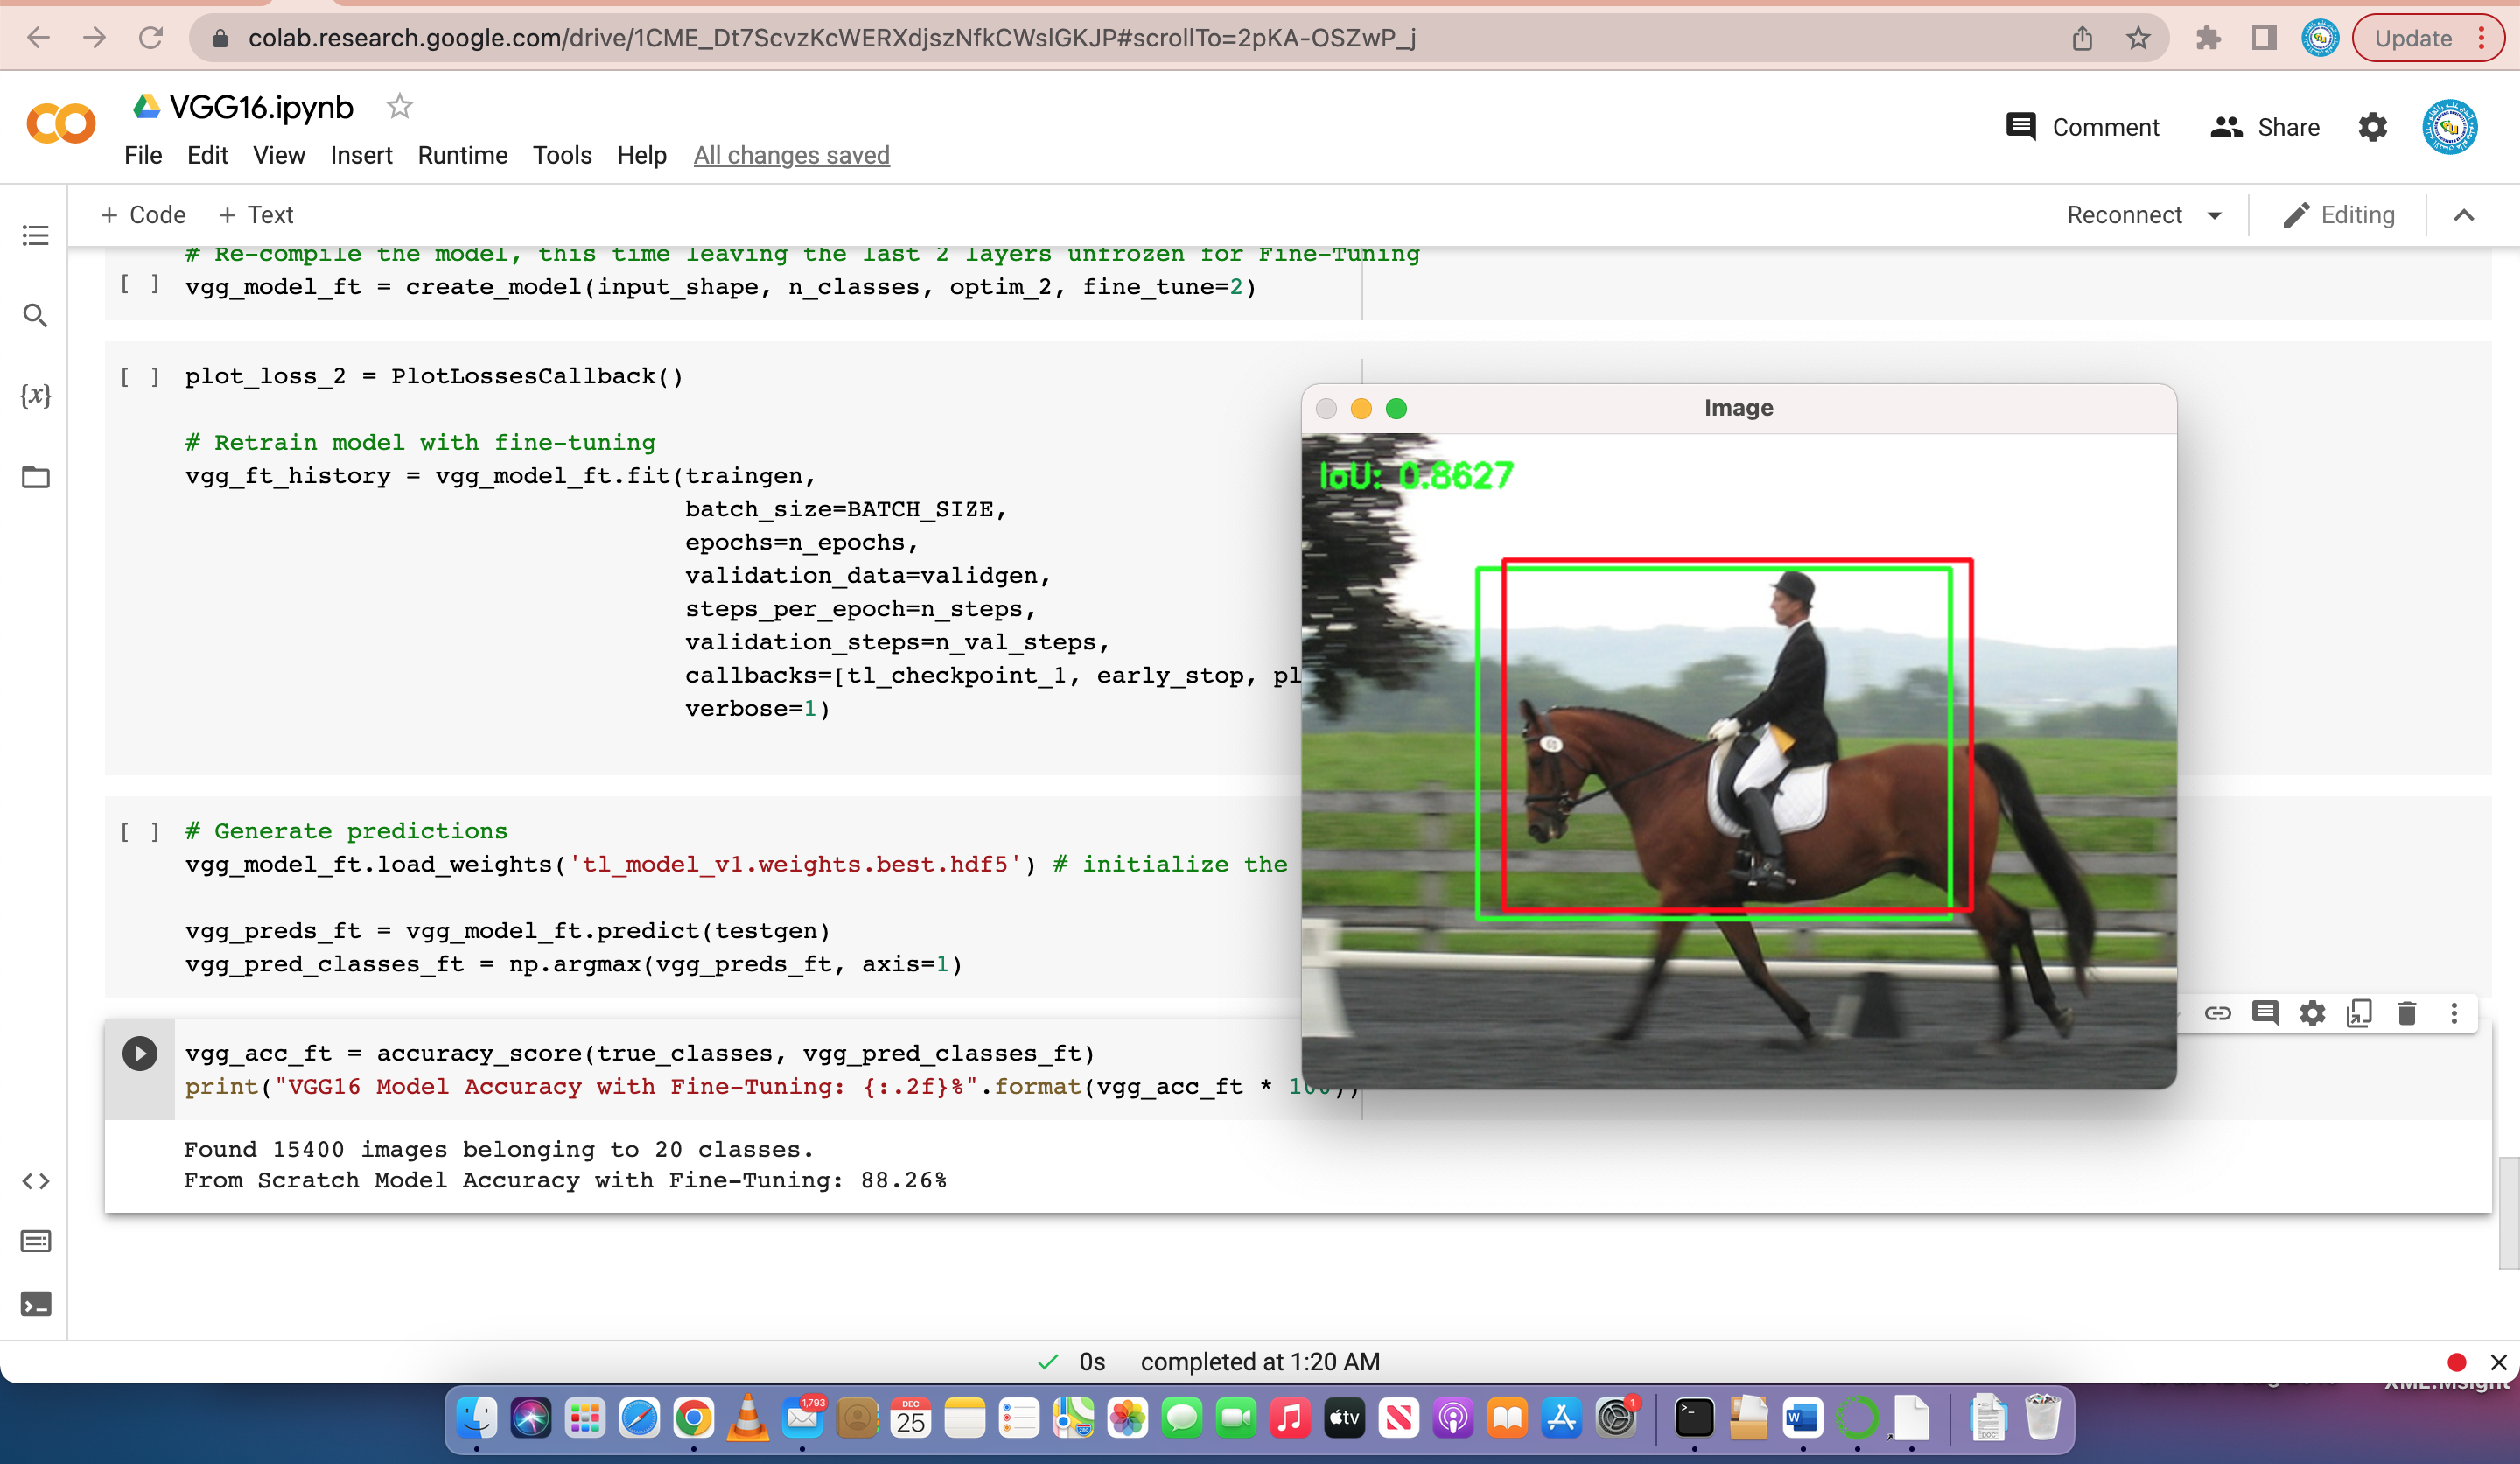 colab.research.google.com/drive/1CME_Dt7ScvzKcWERXdjszNfkCWslGKJP#scrollTo=2pKA-OSZwP_j
Update
VGG16.ipynb
File Edit View Insert Runtime Tools Help All changes saved
Comment
Share
+ Code + Text
Reconnect
Editing
# Re-compile the model, this time leaving the last 2 layers unfrozen for Fine-Tuning
[ ] vgg_model_ft = create_model(input_shape, n_classes, optim_2, fine_tune=2)
[ ] plot_loss_2 = PlotLossesCallback()
# Retrain model with fine-tuning
vgg_ft_history = vgg_model_ft.fit(traingen,
batch_size=BATCH_SIZE,
epochs=n_epochs,
validation_data=validgen,
steps_per_epoch=n_steps,
validation_steps=n_val_steps,
callbacks=[tl_checkpoint_1, early_stop, pl
verbose=1)
[ ] # Generate predictions
vgg_model_ft.load_weights('tl_model_v1.weights.best.hdf5') # initialize the
vgg_preds_ft = vgg_model_ft.predict(testgen)
vgg_pred_classes_ft = np.argmax(vgg_preds_ft, axis=1)
vgg_acc_ft = accuracy_score(true_classes, vgg_pred_classes_ft)
print("VGG16 Model Accuracy with Fine-Tuning: {:.2f}%".format(vgg_acc_ft * 100))
Found 15400 images belonging to 20 classes.
From Scratch Model Accuracy with Fine-Tuning: 88.26%
Image
IoU: 0.8627
{x}
0s completed at 1:20 AM
1,793
DEC
25
tv
1